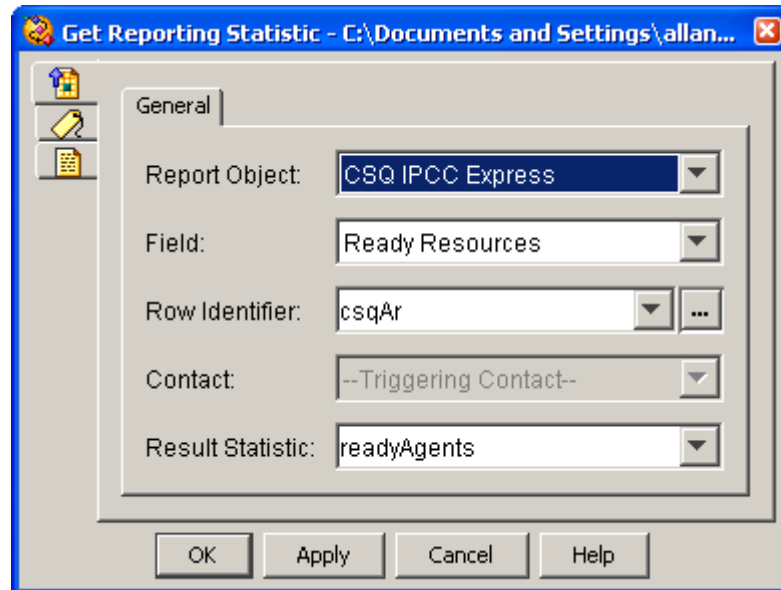 Get Reporting Statistic - C:\Documents and Settings\allan...
General
Report Object: CSQ IPCC Express
Field: Ready Resources
Row Identifier: csqAr ...
Contact: --Triggering Contact--
Result Statistic: readyAgents
OK Apply Cancel Help